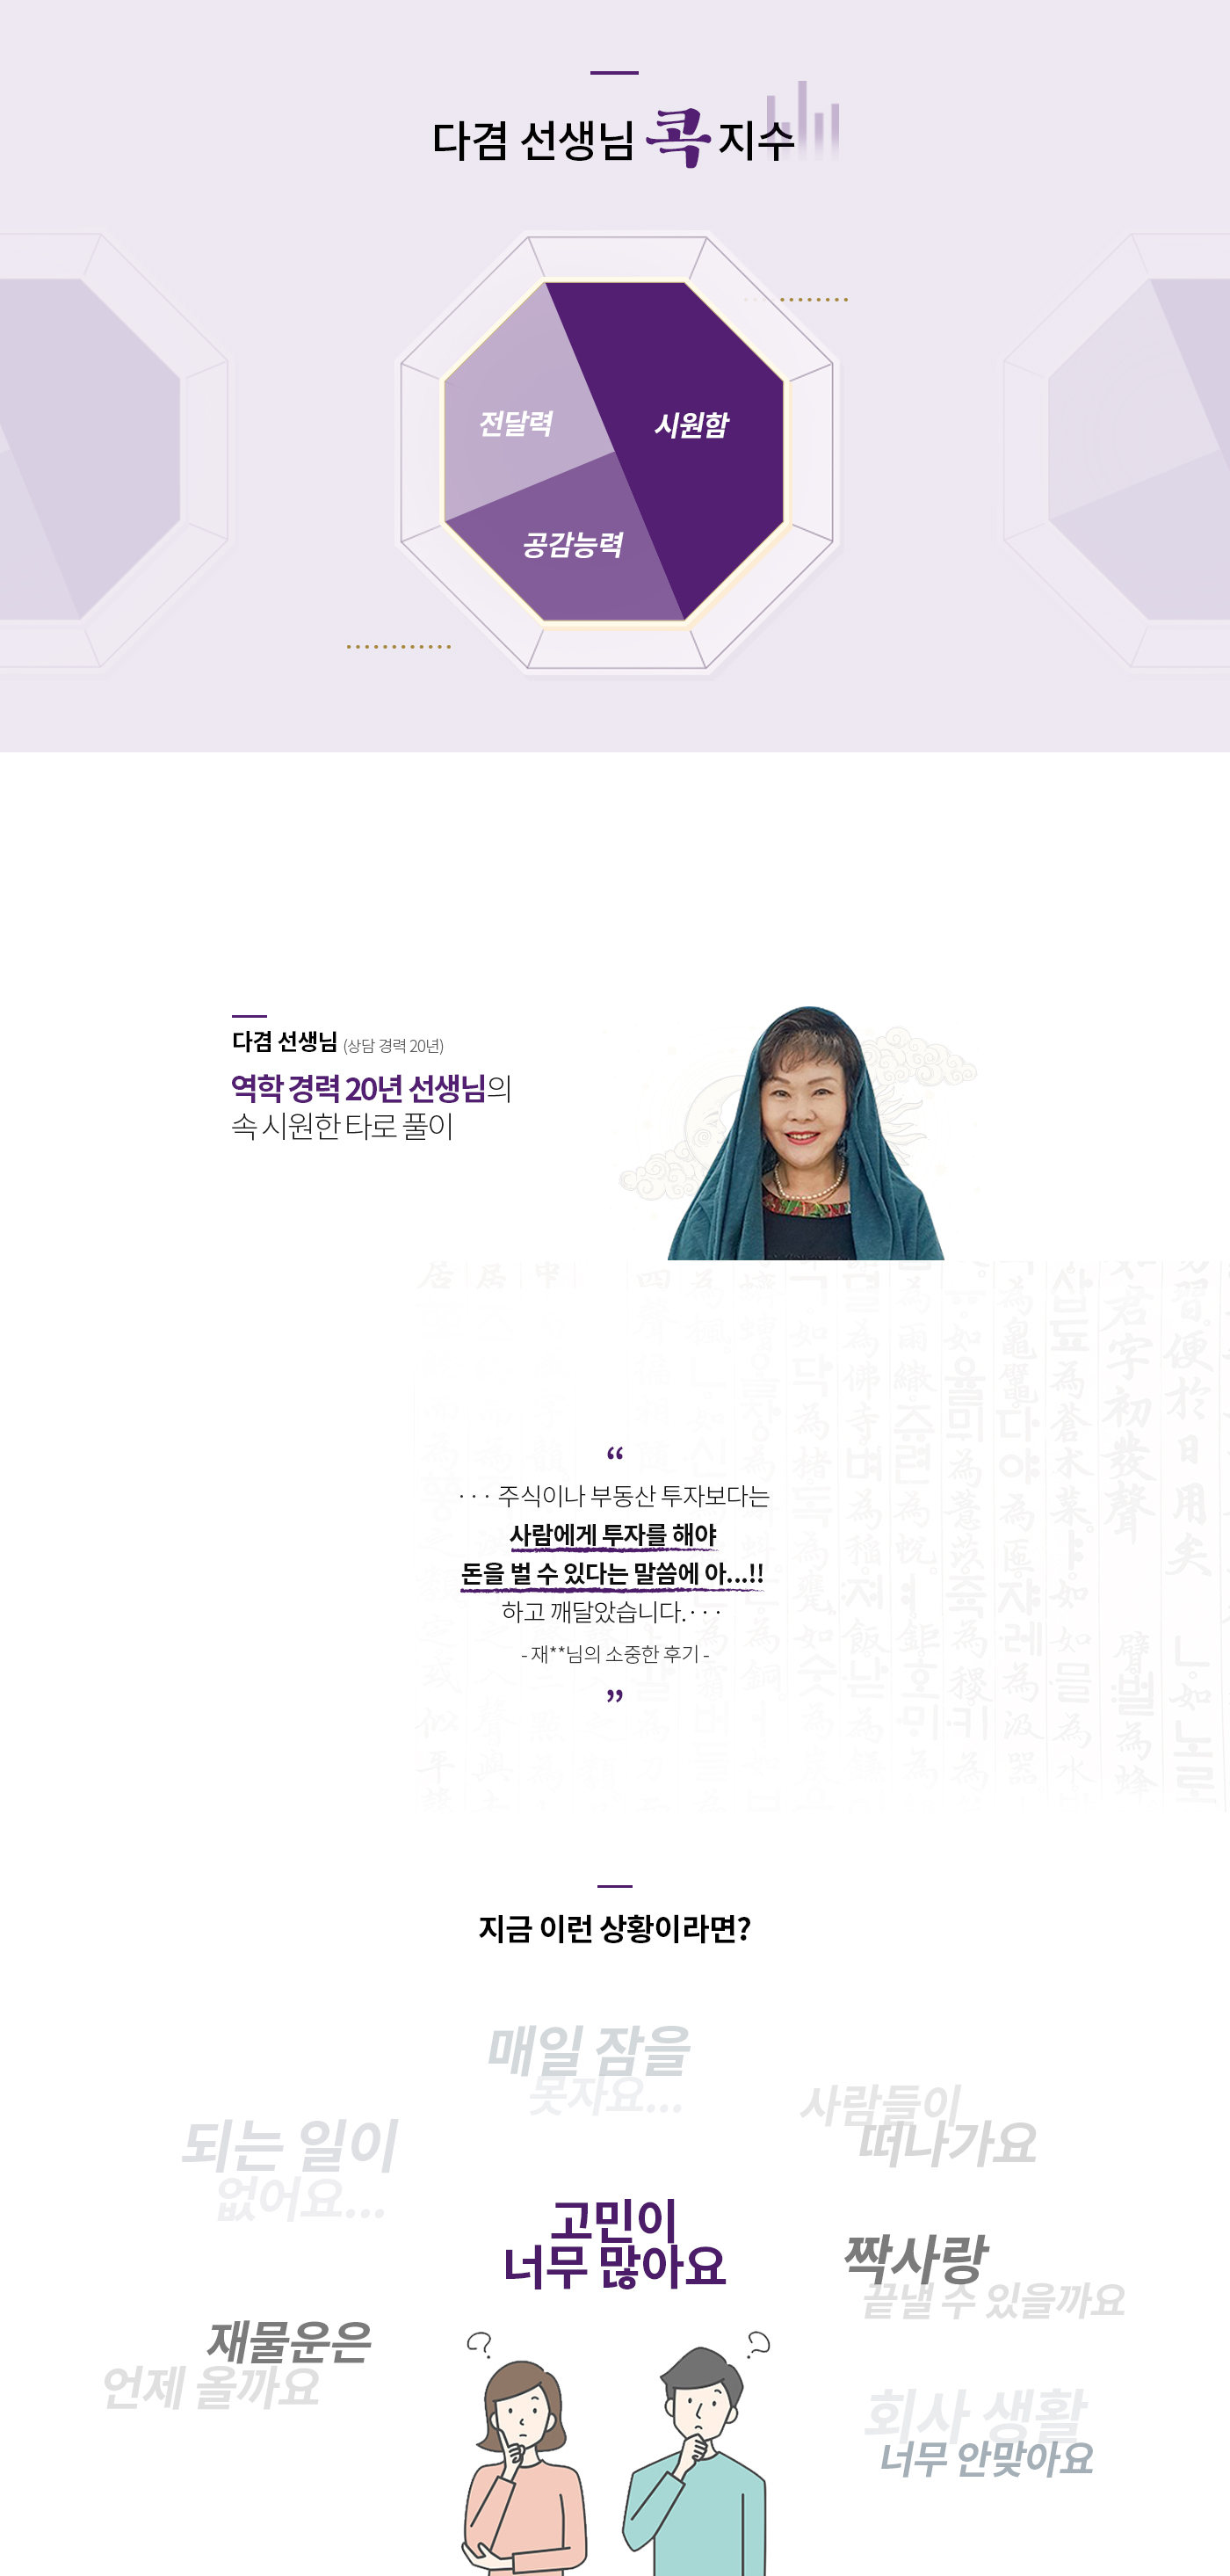 다겸 선생님 콕 지수
전달력
시원함
공감능력
다겸 선생님 (상담 경력 20년)
역학 경력 20년 선생님의
속 시원한 타로 풀이
“
··· 주식이나 부동산 투자보다는
사람에게 투자를 해야
돈을 벌 수 있다는 말씀에 아...!!
하고 깨달았습니다.···
- 재**님의 소중한 후기 -
”
지금 이런 상황이라면?
매일 잠을
못자요...
사람들이
떠나가요
되는 일이
없어요...
고민이
너무 많아요
짝사랑
끝낼 수 있을까요
재물운은
언제 올까요
회사 생활
너무 안맞아요